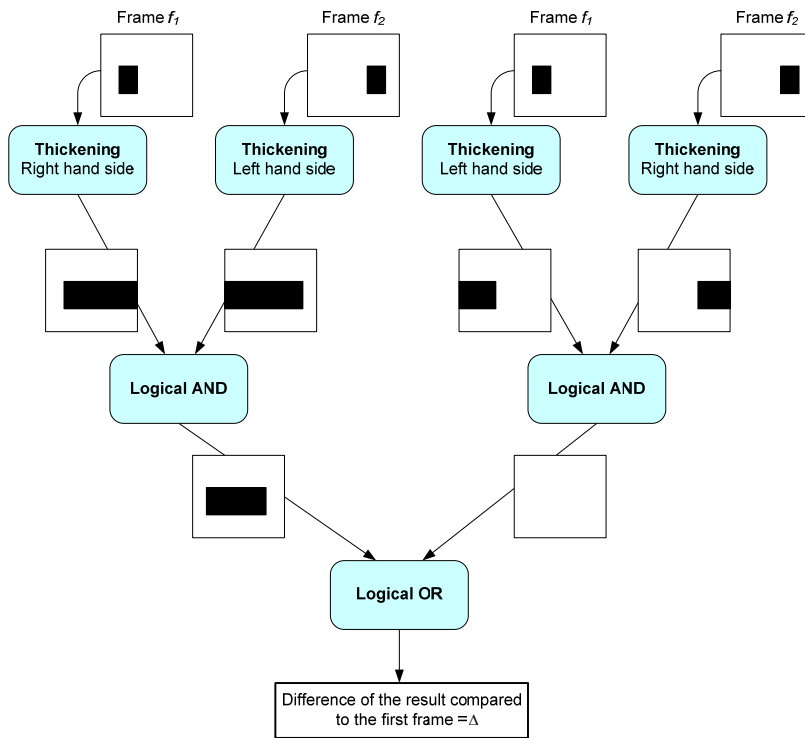 Frame f1
Frame f2
Frame f1
Frame f2
Thickening
Right hand side
Thickening
Left hand side
Thickening
Left hand side
Thickening
Right hand side
Logical AND
Logical AND
Logical OR
Difference of the result compared
to the first frame =Δ